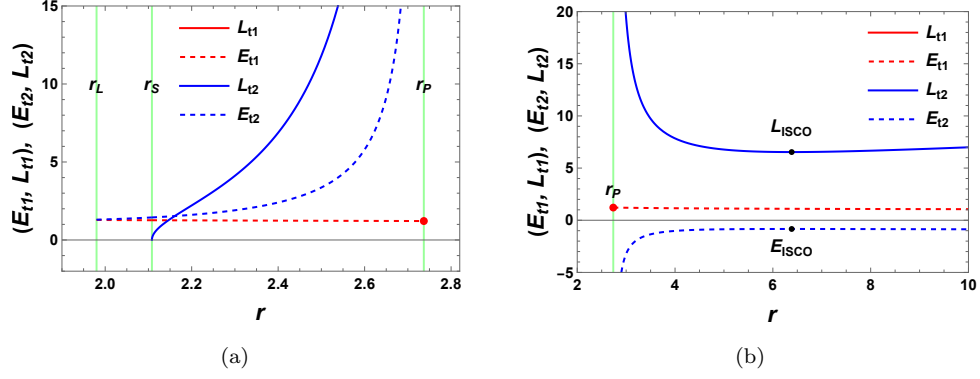 (E_t1, L_t1), (E_t2, L_t2)
15
10
5
0
L_t1
E_t1
L_t2
E_t2
r_L
r_S
r_P
2.0
2.2
2.4
2.6
2.8
r
(a)
(E_t1, L_t1), (E_t2, L_t2)
20
15
10
5
0
-5
L_t1
E_t1
L_t2
E_t2
L_ISCO
r_P
E_ISCO
2
4
6
8
10
r
(b)